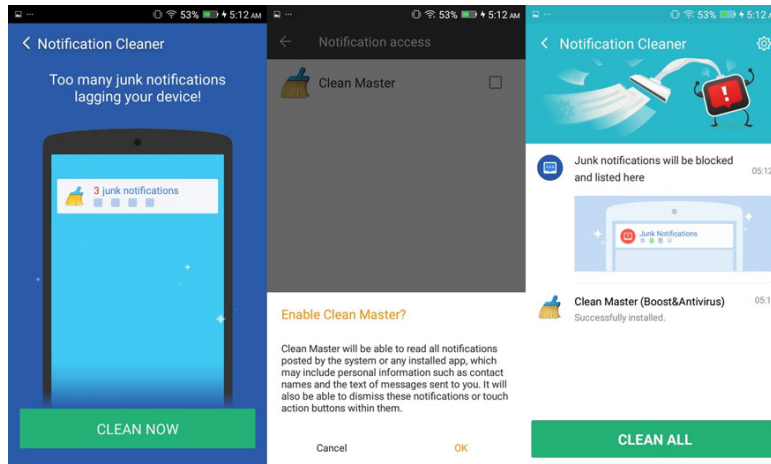 53% 5:12 AM
Notification Cleaner
Too many junk notifications
lagging your device!
3 junk notifications
CLEAN NOW
53% 5:12 AM
Notification access
Clean Master
Enable Clean Master?
Clean Master will be able to read all notifications
posted by the system or any installed app, which
may include personal information such as contact
names and the text of messages sent to you. It will
also be able to dismiss these notifications or touch
action buttons within them.
Cancel
OK
53% 5:12
Notification Cleaner
Junk notifications will be blocked
and listed here
05:12
Junk Notifications
Clean Master (Boost&Antivirus)
05:1
Successfully installed.
CLEAN ALL